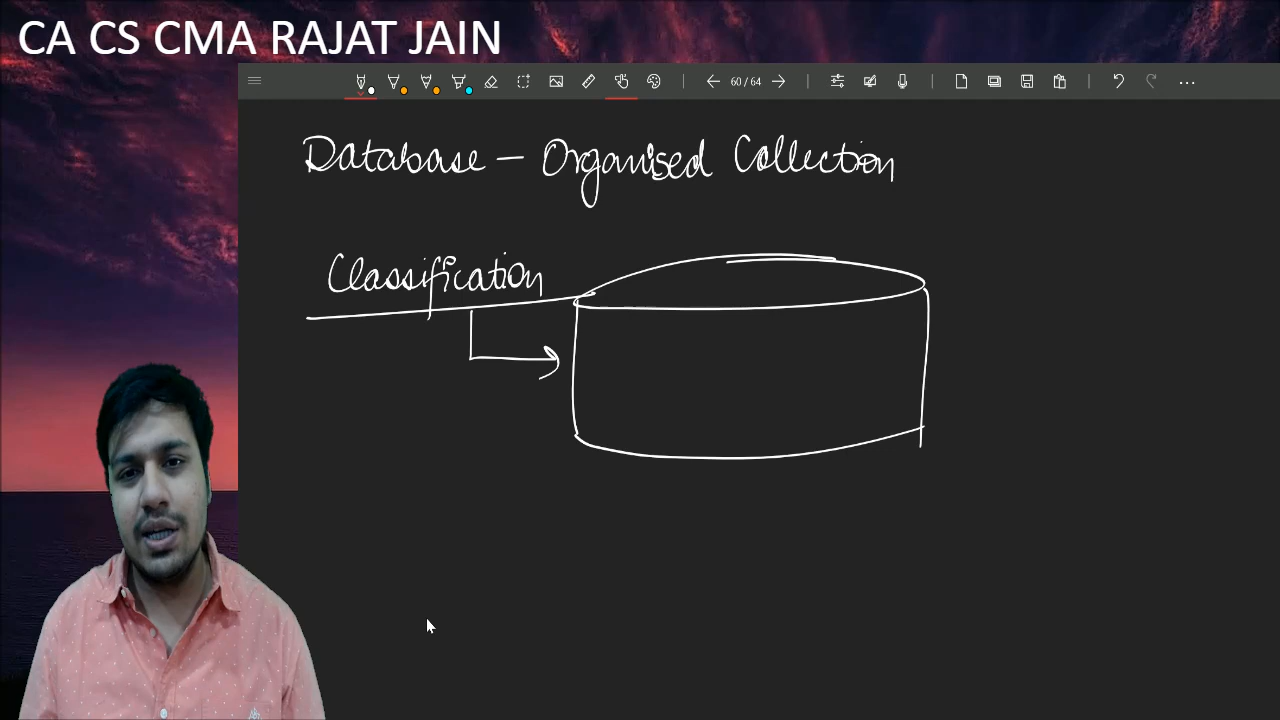 CA CS CMA RAJAT JAIN
60 / 64
Database - Organised Collection
Classification